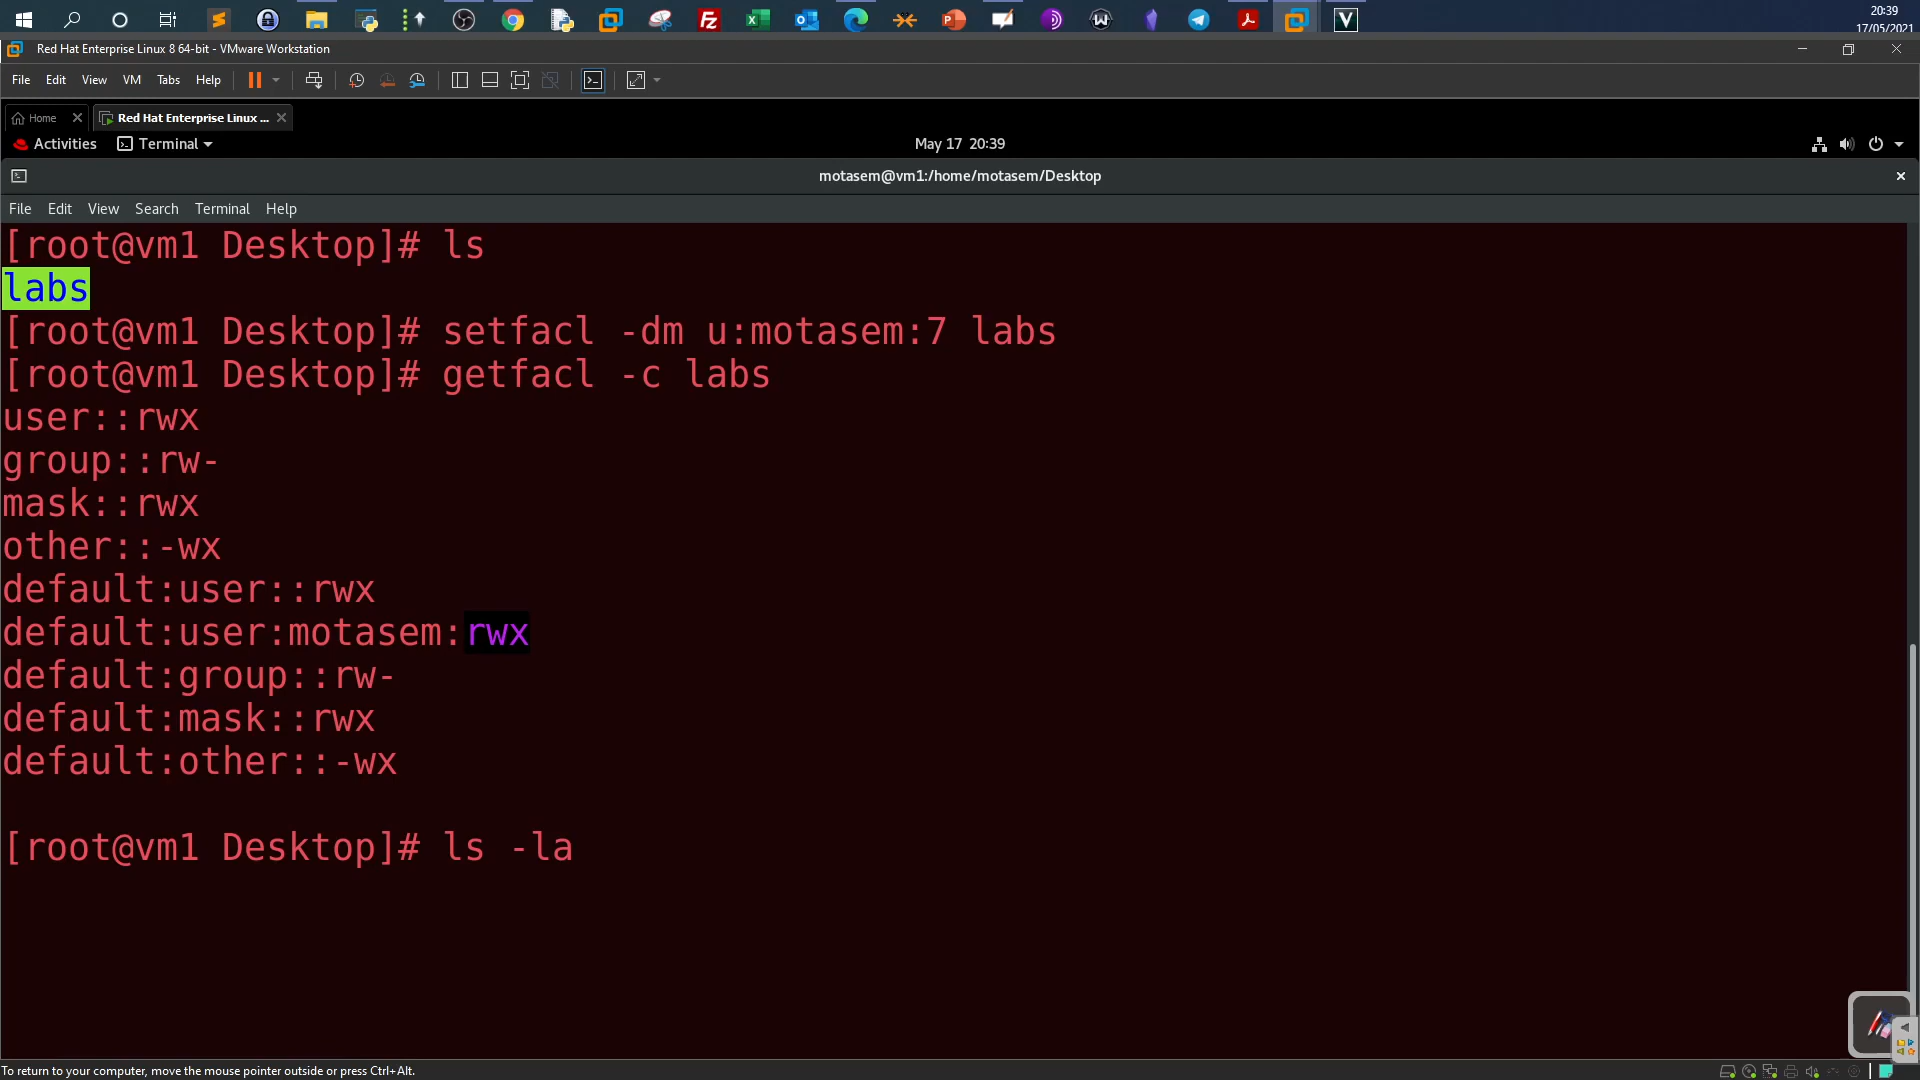 20:39
17/05/2021
Red Hat Enterprise Linux 8 64-bit - VMware Workstation
File Edit View VM Tabs Help
Home Red Hat Enterprise Linux ...
Activities Terminal May 17 20:39
motasem@vm1:/home/motasem/Desktop
File Edit View Search Terminal Help
[root@vm1 Desktop]# ls
labs
[root@vm1 Desktop]# setfacl -dm u:motasem:7 labs
[root@vm1 Desktop]# getfacl -c labs
user::rwx
group::rw-
mask::rwx
other::-wx
default:user::rwx
default:user:motasem:rwx
default:group::rw-
default:mask::rwx
default:other::-wx
[root@vm1 Desktop]# ls -la
To return to your computer, move the mouse pointer outside or press Ctrl+Alt.